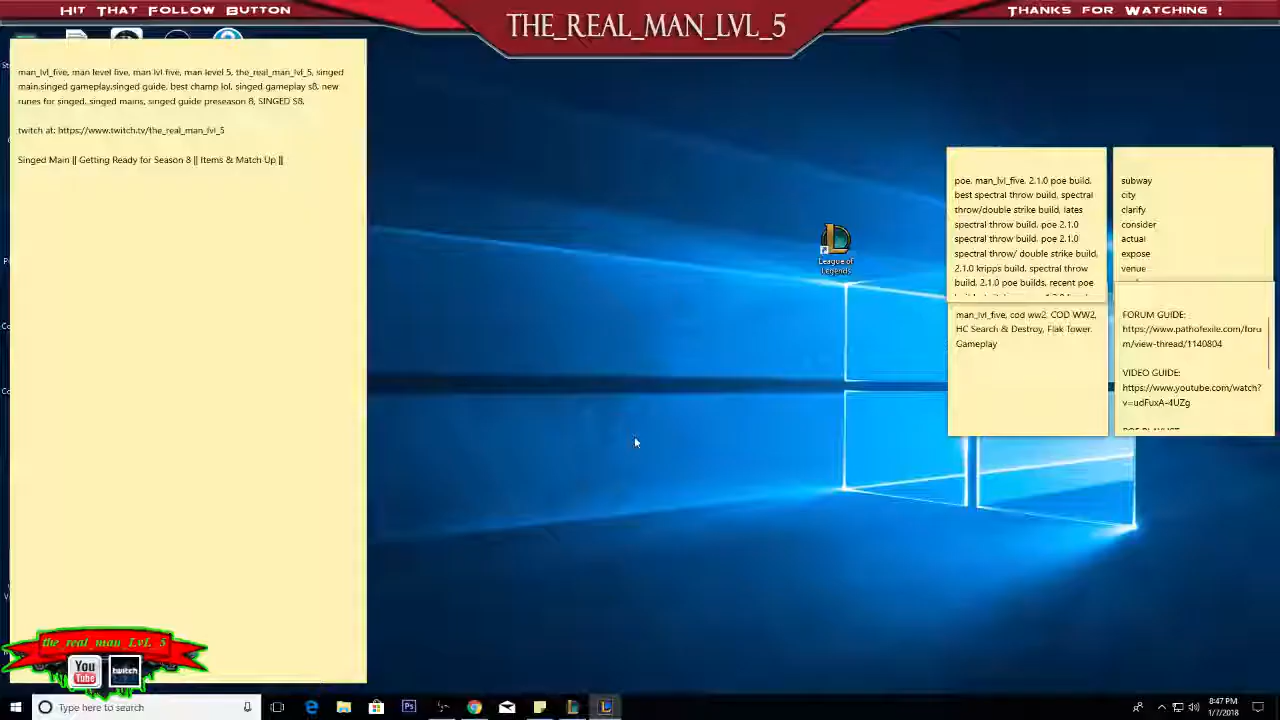 Hit That Follow Button
THE_REAL_MAN_LVL_5
Thanks for Watching !
man_lvl_five, man level five, man lvl five, man level 5, the_real_man_lvl_5, singed
main,singed gameplay,singed guide, best champ lol, singed gameplay s8, new
runes for singed, singed mains, singed guide preseason 8, SINGED S8,
twitch at: https://www.twitch.tv/the_real_man_lvl_5
Singed Main || Getting Ready for Season 8 || Items & Match Up ||
League of
Legends
poe, man_lvl_five, 2.1.0 poe build,
best spectral throw build, spectral
throw/double strike build, lates
spectral throw build, poe 2.1.0
spectral throw build, poe 2.1.0
spectral throw/ double strike build,
2.1.0 kripps build, spectral throw
build, 2.1.0 poe builds, recent poe
subway
city
clarify
consider
actual
expose
venue
man_lvl_five, cod ww2, COD WW2,
HC Search & Destroy, Flak Tower,
Gameplay
FORUM GUIDE:
https://www.pathofexile.com/foru
m/view-thread/1140804
VIDEO GUIDE:
https://www.youtube.com/watch?
v=udFuxA-4UZg
the_real_man_LvL_5
You
Tube
twitch
Type here to search
8:47 PM
1/7/2018